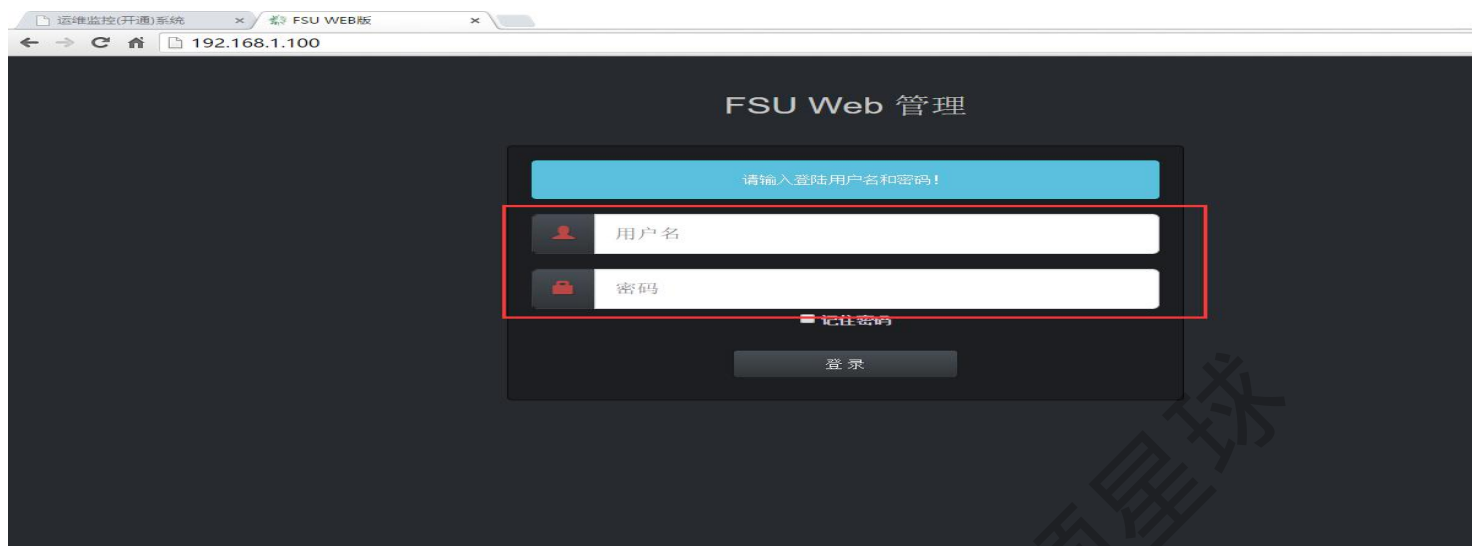 运维监控(开通)系统 × FSU WEB版 ×
192.168.1.100
FSU Web 管理
请输入登陆用户名和密码!
用户名
密码
记住密码
登 录
星球